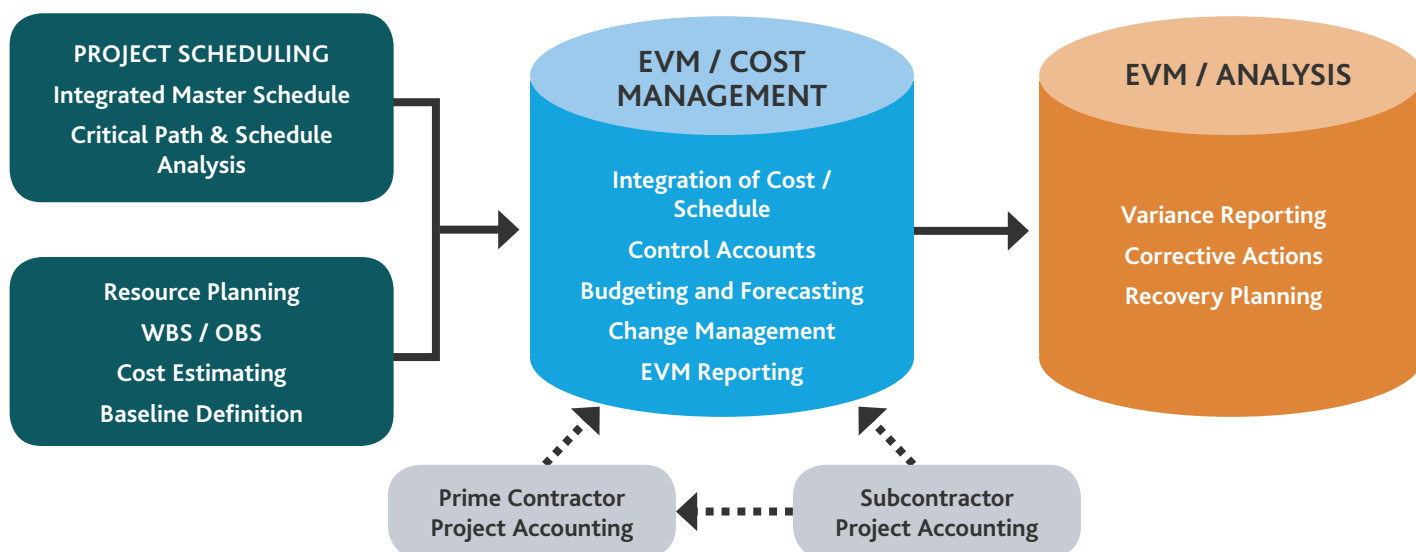 PROJECT SCHEDULING
Integrated Master Schedule
Critical Path & Schedule
Analysis
Resource Planning
WBS / OBS
Cost Estimating
Baseline Definition
EVM / COST
MANAGEMENT
Integration of Cost /
Schedule
Control Accounts
Budgeting and Forecasting
Change Management
EVM Reporting
EVM / ANALYSIS
Variance Reporting
Corrective Actions
Recovery Planning
Prime Contractor
Project Accounting
Subcontractor
Project Accounting